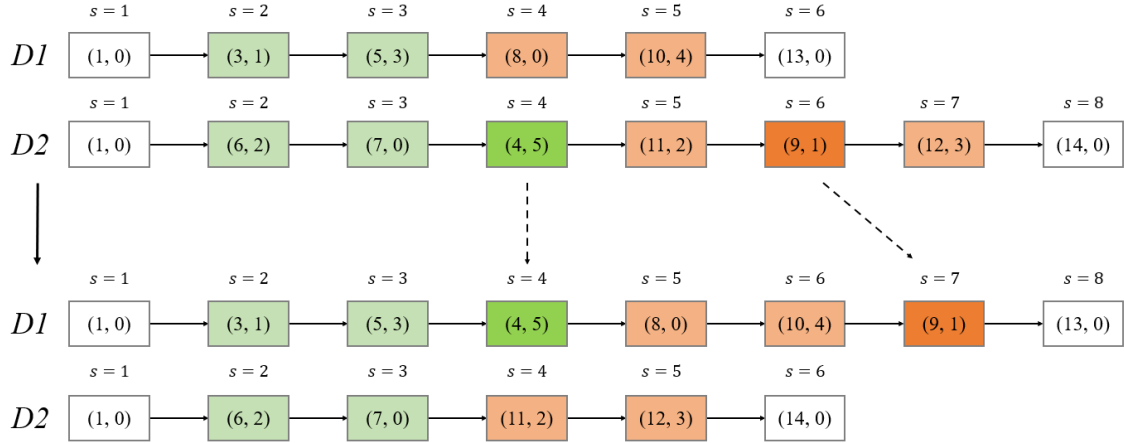 s = 1 s = 2 s = 3 s = 4 s = 5 s = 6
D1 (1, 0) (3, 1) (5, 3) (8, 0) (10, 4) (13, 0)
s = 1 s = 2 s = 3 s = 4 s = 5 s = 6 s = 7 s = 8
D2 (1, 0) (6, 2) (7, 0) (4, 5) (11, 2) (9, 1) (12, 3) (14, 0)
s = 1 s = 2 s = 3 s = 4 s = 5 s = 6 s = 7 s = 8
D1 (1, 0) (3, 1) (5, 3) (4, 5) (8, 0) (10, 4) (9, 1) (13, 0)
s = 1 s = 2 s = 3 s = 4 s = 5 s = 6
D2 (1, 0) (6, 2) (7, 0) (11, 2) (12, 3) (14, 0)